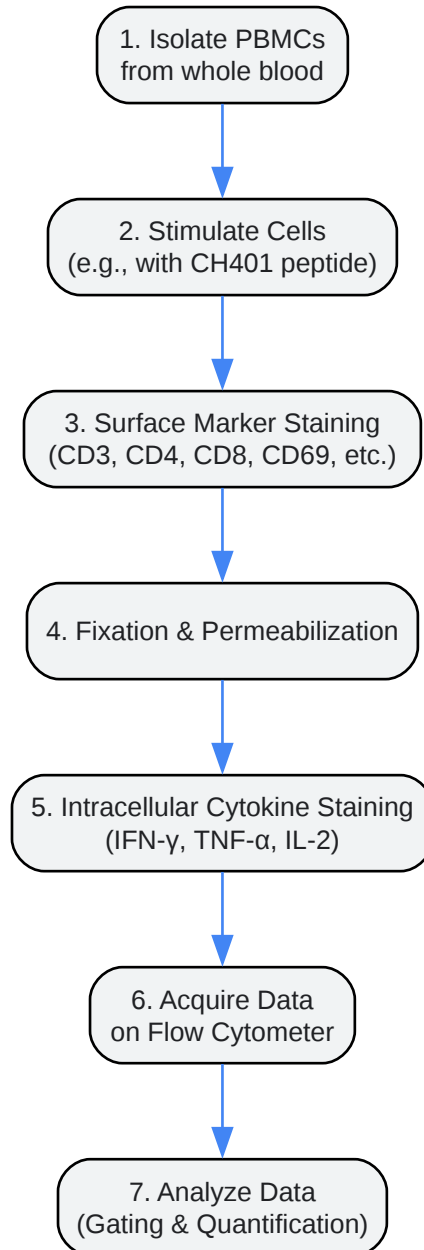 1. Isolate PBMCs
from whole blood
2. Stimulate Cells
(e.g., with CH401 peptide)
3. Surface Marker Staining
(CD3, CD4, CD8, CD69, etc.)
4. Fixation & Permeabilization
5. Intracellular Cytokine Staining
(IFN-γ, TNF-α, IL-2)
6. Acquire Data
on Flow Cytometer
7. Analyze Data
(Gating & Quantification)